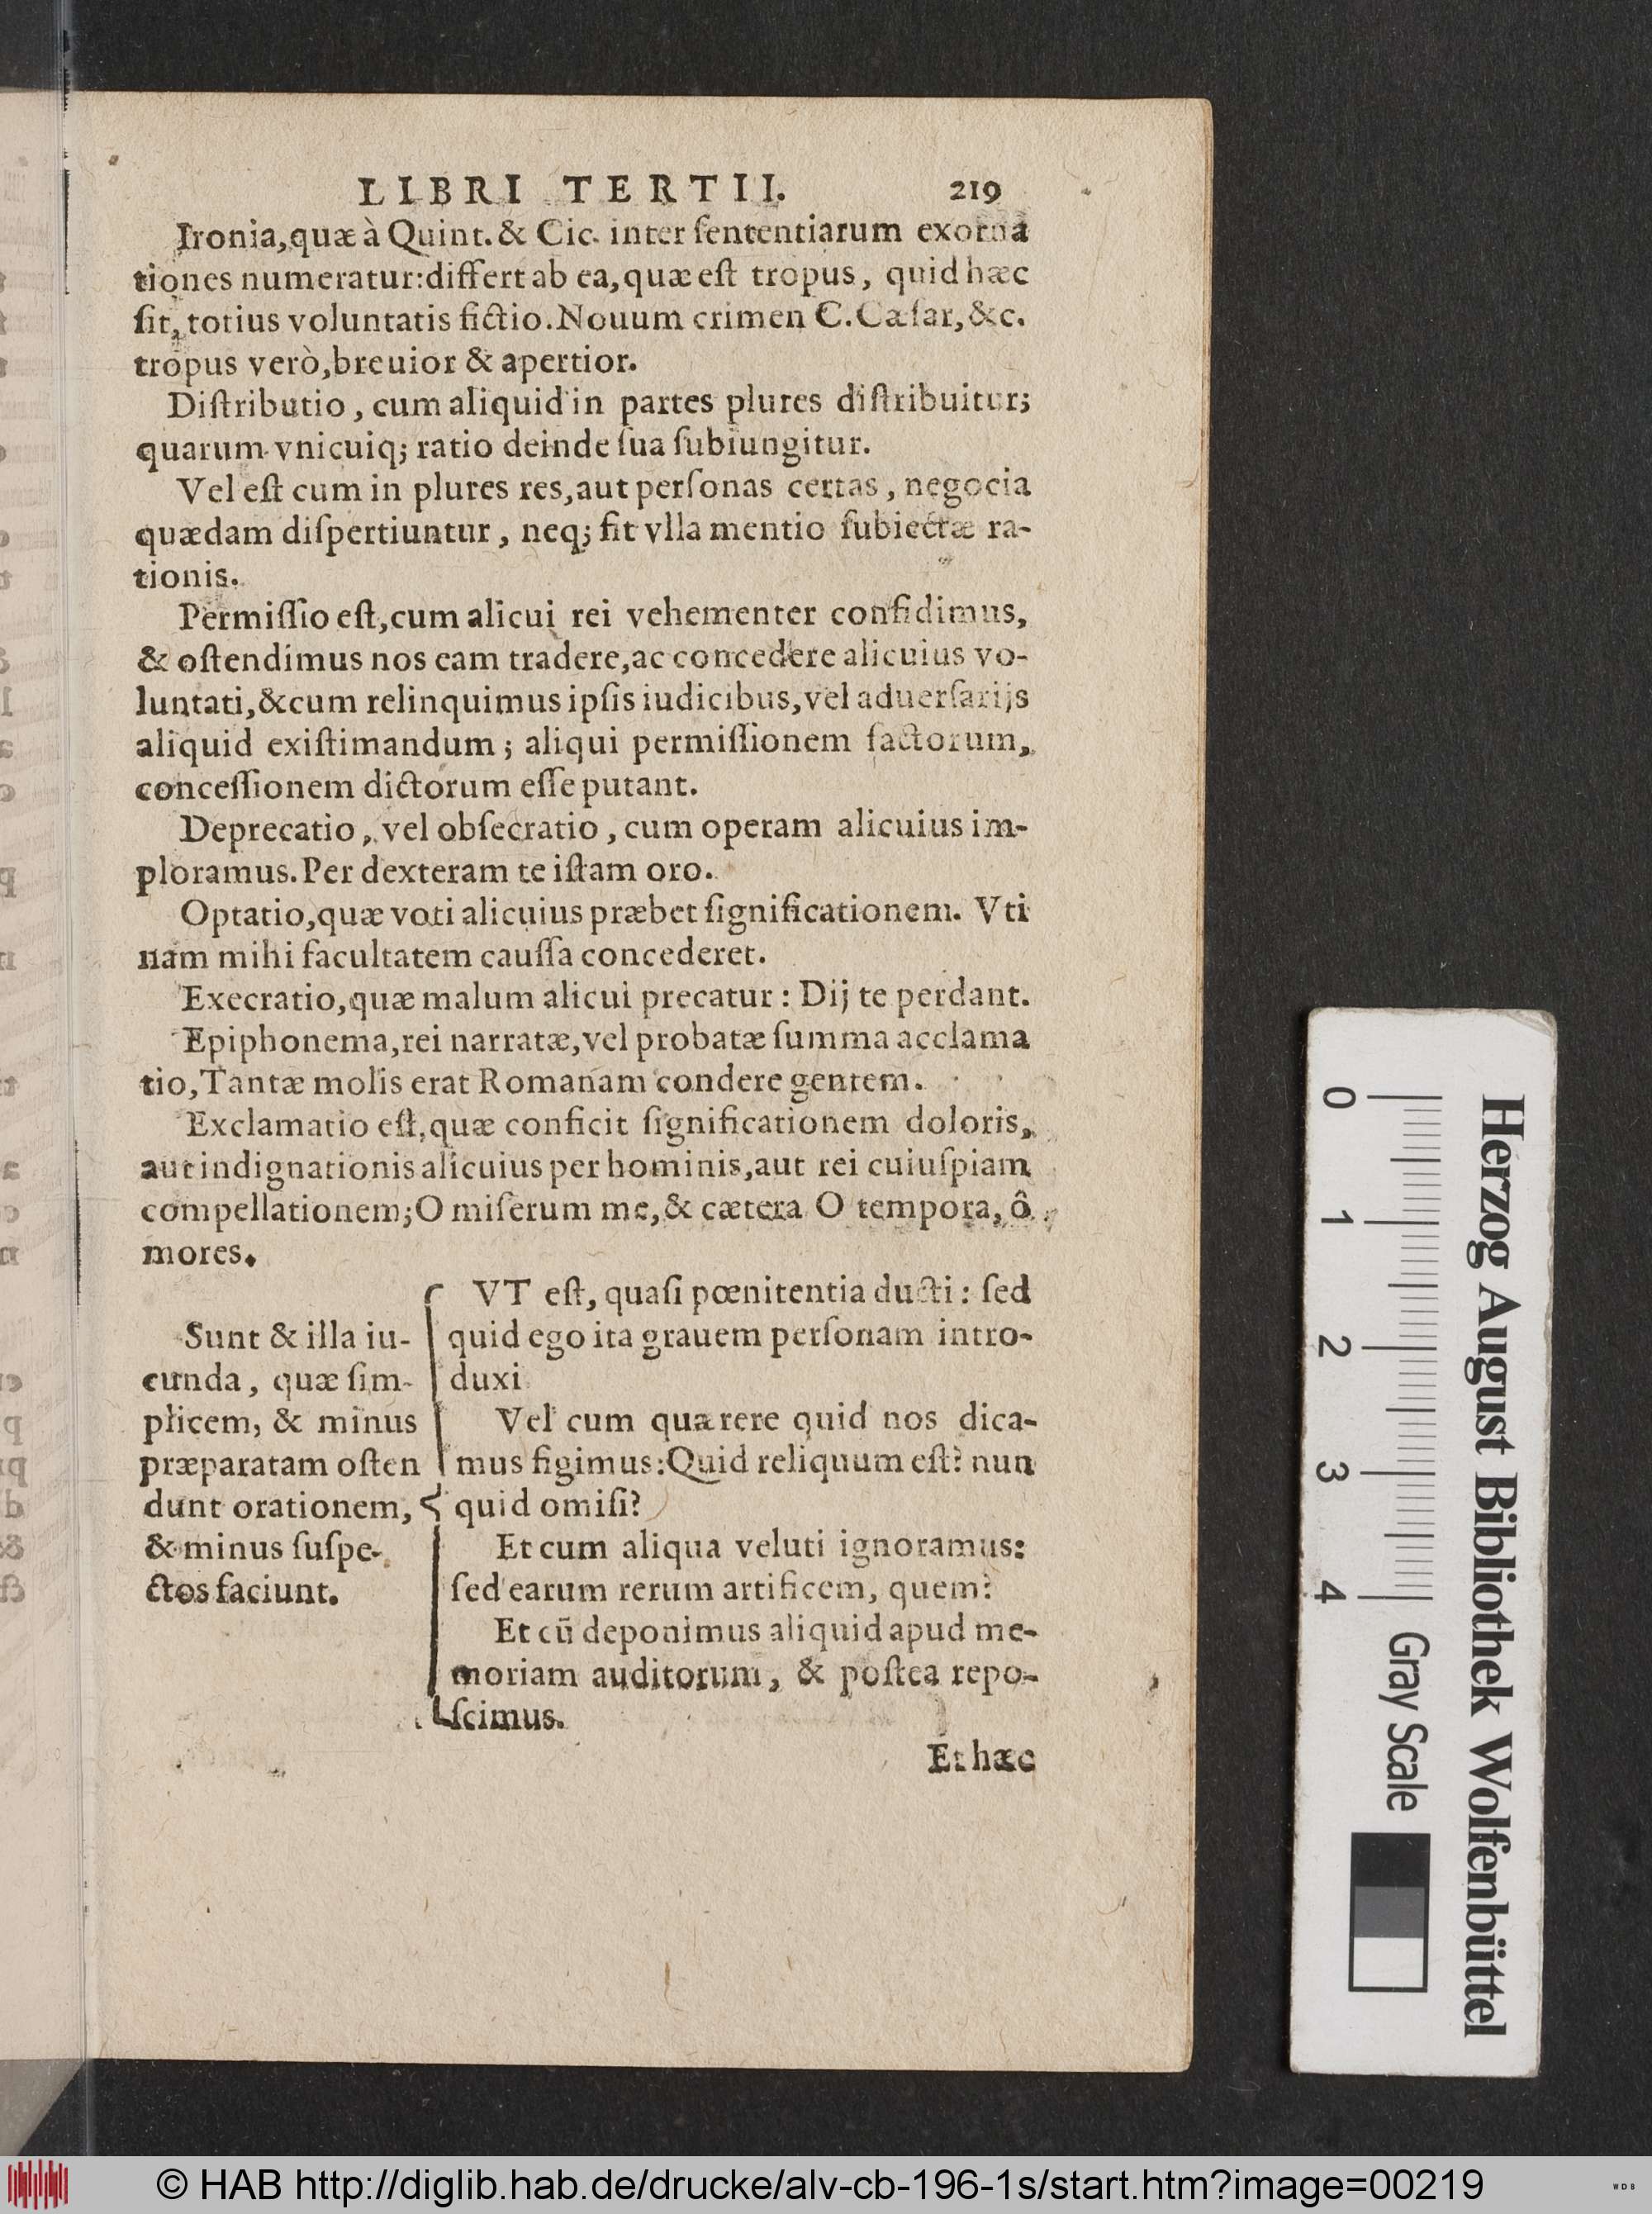 LIBRI TERTII. 219
Ironia,quæ à Quint.& Cic. inter ſententiarum exorna
tiones numeratur:differt ab ea,quæ eſt tropus, quid hæc
ſit, totius voluntatis fictio.Nouum crimen C.Cæſar,&c.
tropus verò,breuior & apertior.
Diſtributio, cum aliquid in partes plures diſtribuitur;
quarum vnicuiq; ratio deinde ſua ſubiungitur.
Vel eſt cum in plures res,aut perſonas certas, negocia
quædam diſpertiuntur, neq; fit vlla mentio ſubiectæ ra-
tionis.
Permiſſio eſt,cum alicui rei vehementer confidimus,
& oſtendimus nos eam tradere,ac concedere alicuius vo-
luntati,&cum relinquimus ipſis iudicibus,vel aduerſarijs
aliquid exiſtimandum; aliqui permiſſionem factorum,
conceſſionem dictorum eſſe putant.
Deprecatio, vel obſecratio, cum operam alicuius im-
ploramus.Per dexteram te iſtam oro.
Optatio,quæ voti alicuius præbet ſignificationem. Vti
nam mihi facultatem cauſſa concederet.
Execratio,quæ malum alicui precatur: Dij te perdant.
Epiphonema,rei narratæ,vel probatæ ſumma acclama
tio,Tantæ molis erat Romanam condere gentem.
Exclamatio eſt,quæ conficit ſignificationem doloris,
aut indignationis alicuius per hominis,aut rei cuiuſpiam
compellationem;O miſerum me,& cætera O tempora, ô
mores.
Sunt & illa iu-
cunda, quæ ſim-
plicem, & minus
præparatam oſten
dunt orationem,
& minus ſuſpe-
ctos faciunt.
VT eſt, quaſi pœnitentia ducti: ſed
quid ego ita grauem perſonam intro-
duxi
Vel cum quærere quid nos dica-
mus figimus:Quid reliquum eſt? nun
quid omiſi?
Et cum aliqua veluti ignoramus:
ſed earum rerum artificem, quem?
Et cū deponimus aliquid apud me-
moriam auditorum, & poſtea repo-
ſcimus.
Et hæc
Herzog August Bibliothek Wolfenbüttel
0 1 2 3 4 Gray Scale
© HAB http://diglib.hab.de/drucke/alv-cb-196-1s/start.htm?image=00219
WDB